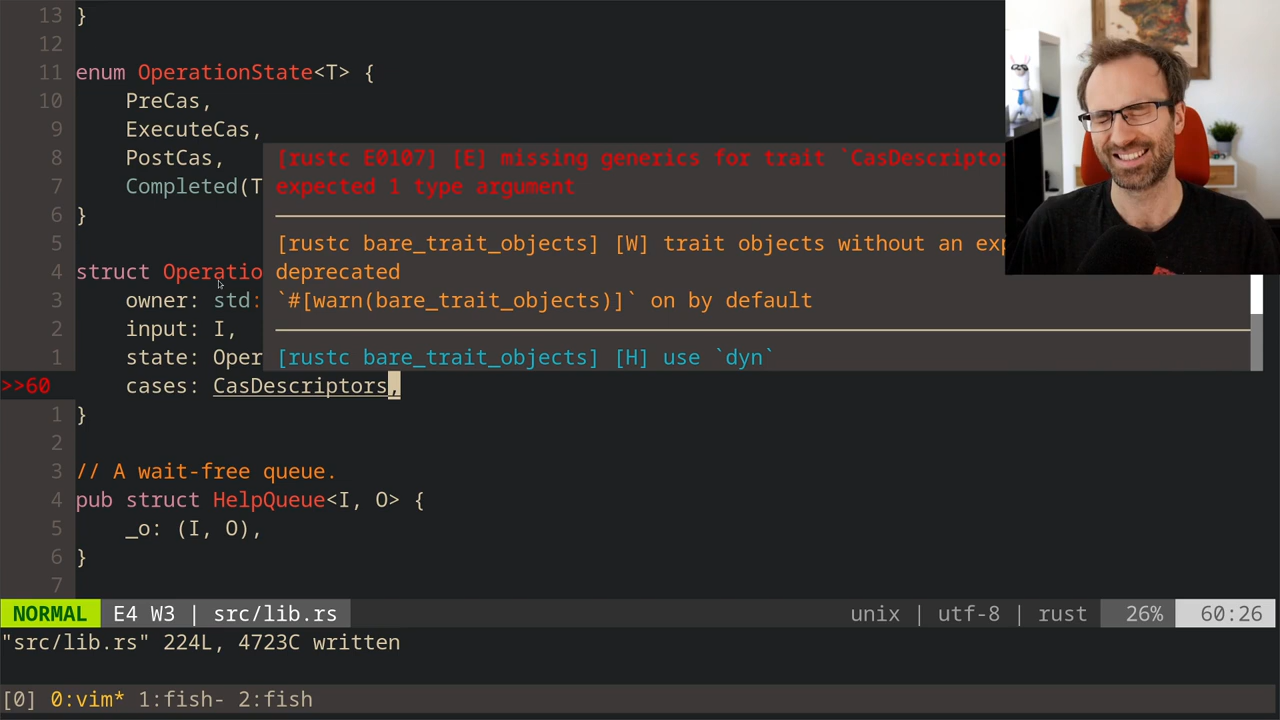 13 }
12
11 enum OperationState<T> {
10 PreCas,
9 ExecuteCas,
8 PostCas,
7 Completed(T
6 }
5
4 struct Operatio
3 owner: std:
2 input: I,
1 state: Oper
>>60 cases: CasDescriptors,
1 }
2
3 // A wait-free queue.
4 pub struct HelpQueue<I, O> {
5 _o: (I, O),
6 }
7
[rustc E0107] [E] missing generics for trait `CasDescripto
expected 1 type argument
[rustc bare_trait_objects] [W] trait objects without an exp
deprecated
`#[warn(bare_trait_objects)]` on by default
[rustc bare_trait_objects] [H] use `dyn`
NORMAL E4 W3 | src/lib.rs unix | utf-8 | rust 26% 60:26
"src/lib.rs" 224L, 4723C written
[0] 0:vim* 1:fish- 2:fish